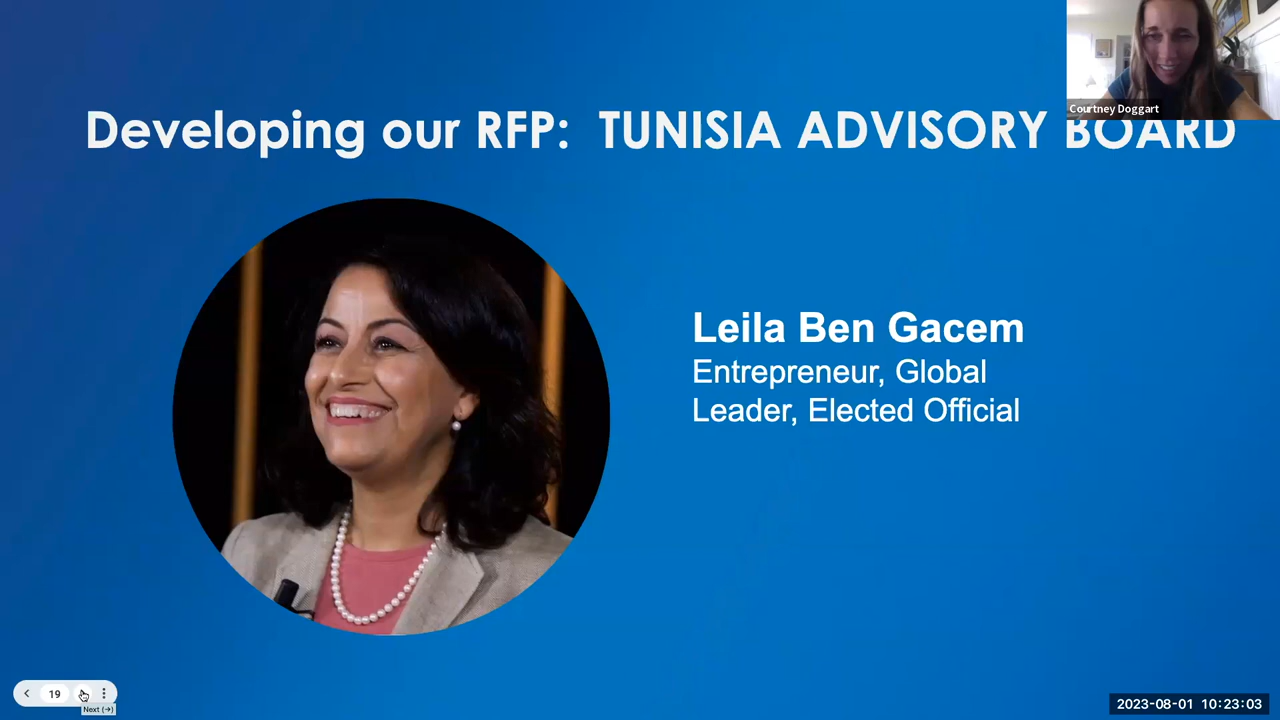 Courtney Doggart
Developing our RFP: TUNISIA ADVISORY BOARD
Leila Ben Gacem
Entrepreneur, Global
Leader, Elected Official
19
Next (→)
2023-08-01 10:23:03